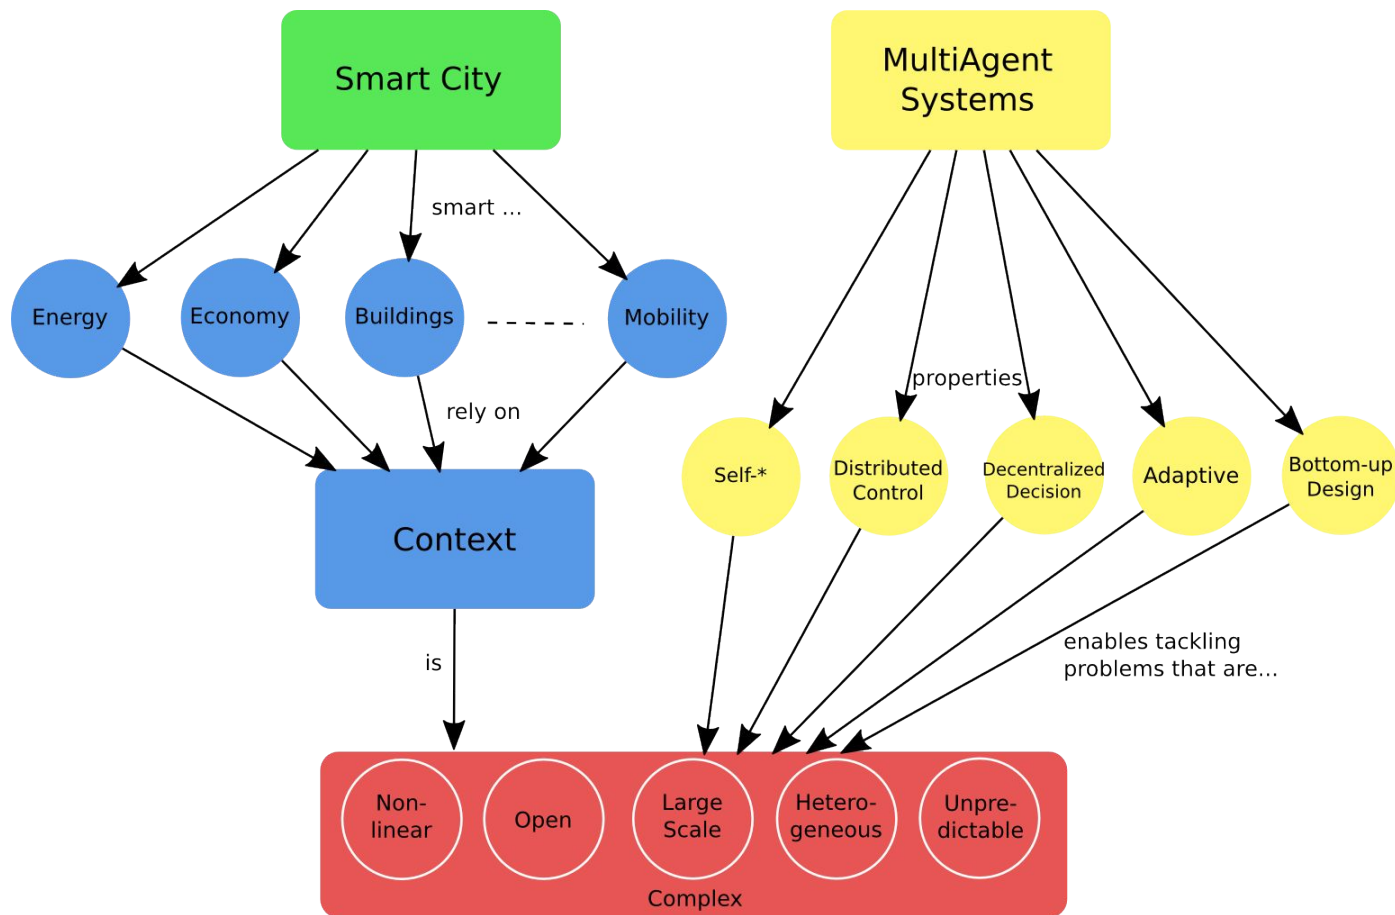 Smart City
MultiAgent
Systems
smart ...
Energy
Economy
Buildings
Mobility
properties
rely on
Self-*
Distributed
Control
Decentralized
Decision
Adaptive
Bottom-up
Design
Context
is
enables tackling
problems that are...
Non-
linear
Open
Large
Scale
Hetero-
geneous
Unpre-
dictable
Complex